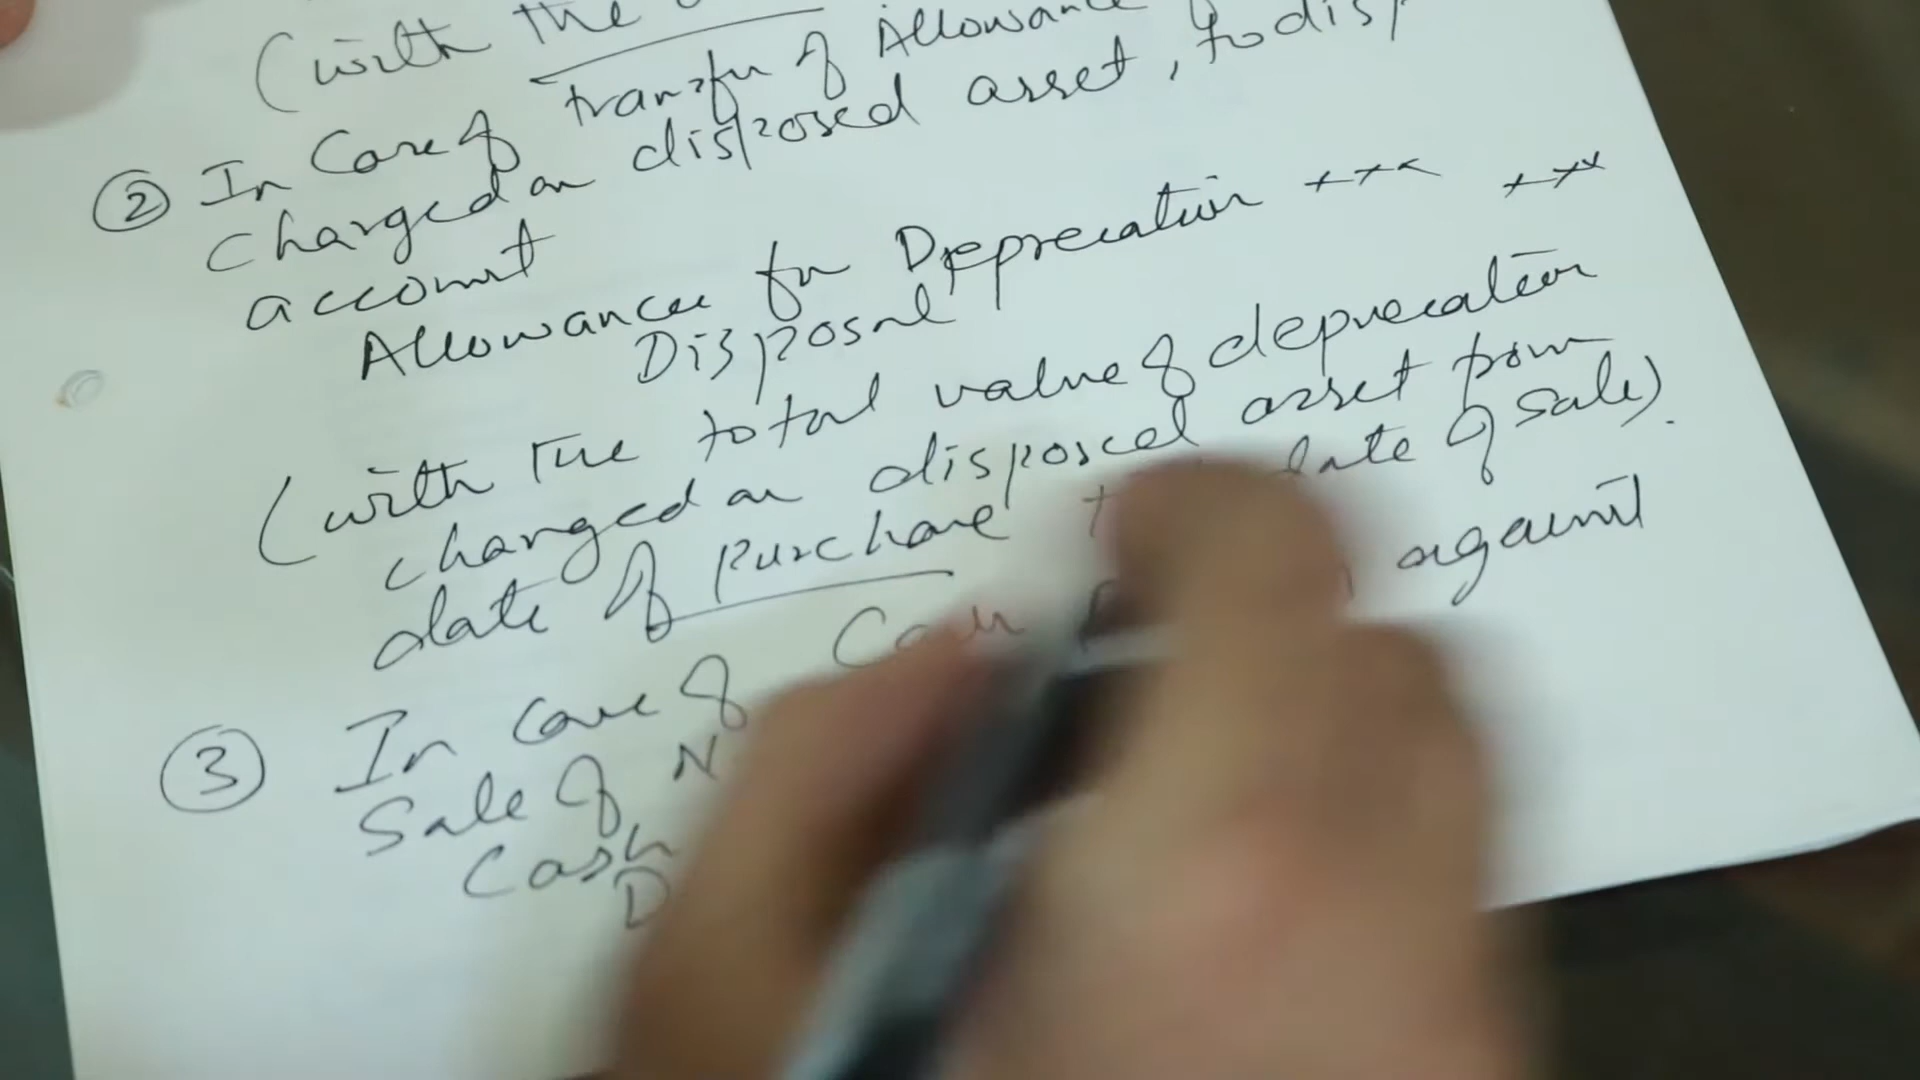 (with the
② In Case of transfer of Allowance
charged on disposed asset, to disp
account
Allowance for Depreciation xxx xxx
Disposal
(with the total value of depreciation
charged on disposed asset from
date of purchase date of sale).
③ In case of Cash against
Sale of N
Cash
D